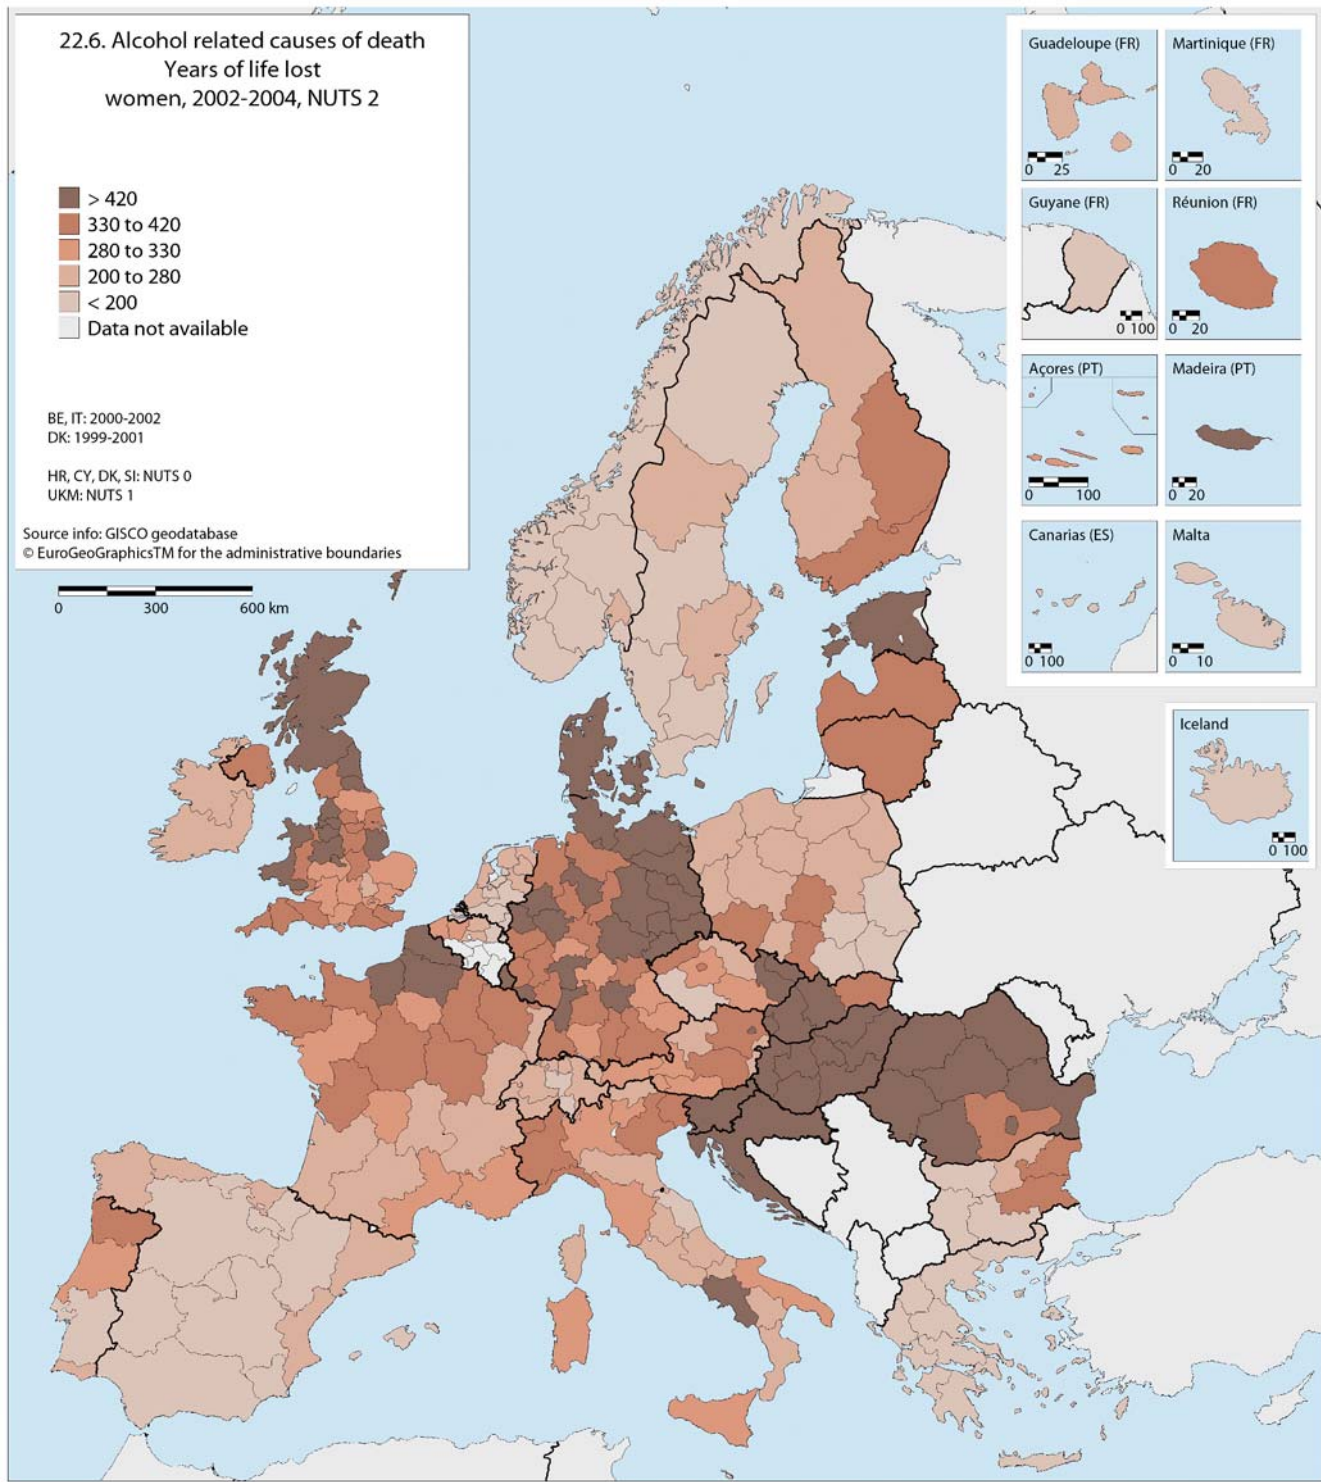 22.6. Alcohol related causes of death
Years of life lost
women, 2002-2004, NUTS 2
> 420
330 to 420
280 to 330
200 to 280
< 200
Data not available
BE, IT: 2000-2002
DK: 1999-2001
HR, CY, DK, SI: NUTS 0
UKM: NUTS 1
Source info: GISCO geodatabase
© EuroGeoGraphicsTM for the administrative boundaries
0 300 600 km
Guadeloupe (FR)
0 25
Martinique (FR)
0 20
Guyane (FR)
0 100
Réunion (FR)
0 20
Açores (PT)
0 100
Madeira (PT)
0 20
Canarias (ES)
0 100
Malta
0 10
Iceland
0 100